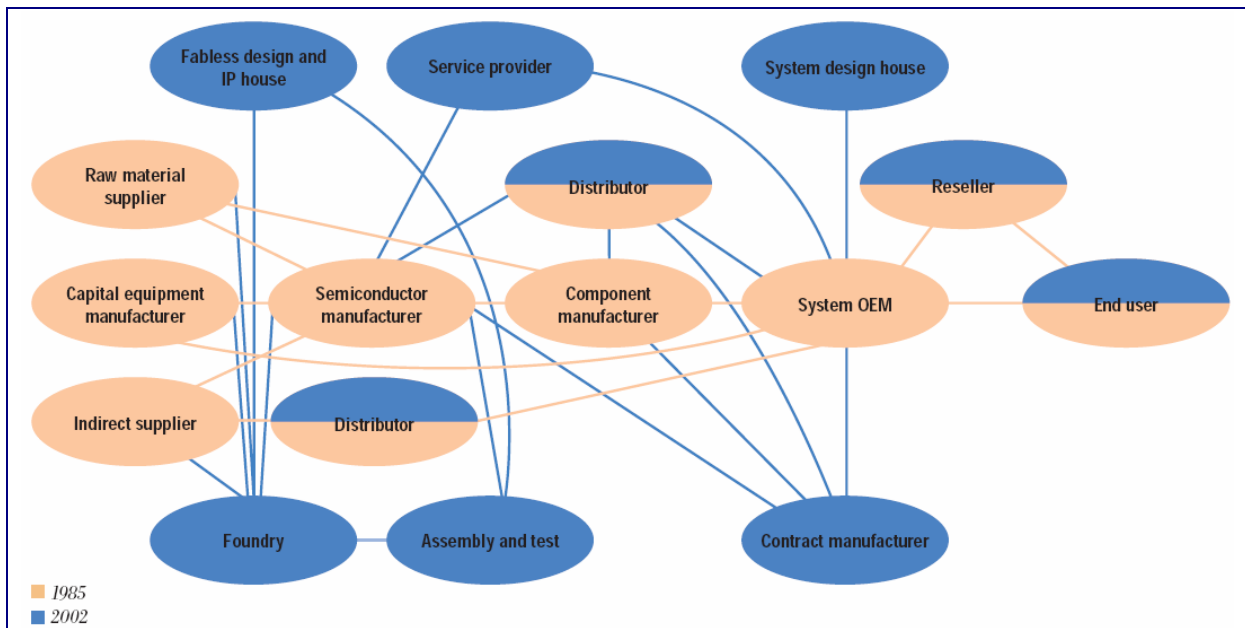 Fabless design and
IP house
Service provider
System design house
Raw material
supplier
Distributor
Reseller
Capital equipment
manufacturer
Semiconductor
manufacturer
Component
manufacturer
System OEM
End user
Indirect supplier
Distributor
Foundry
Assembly and test
Contract manufacturer
1985
2002